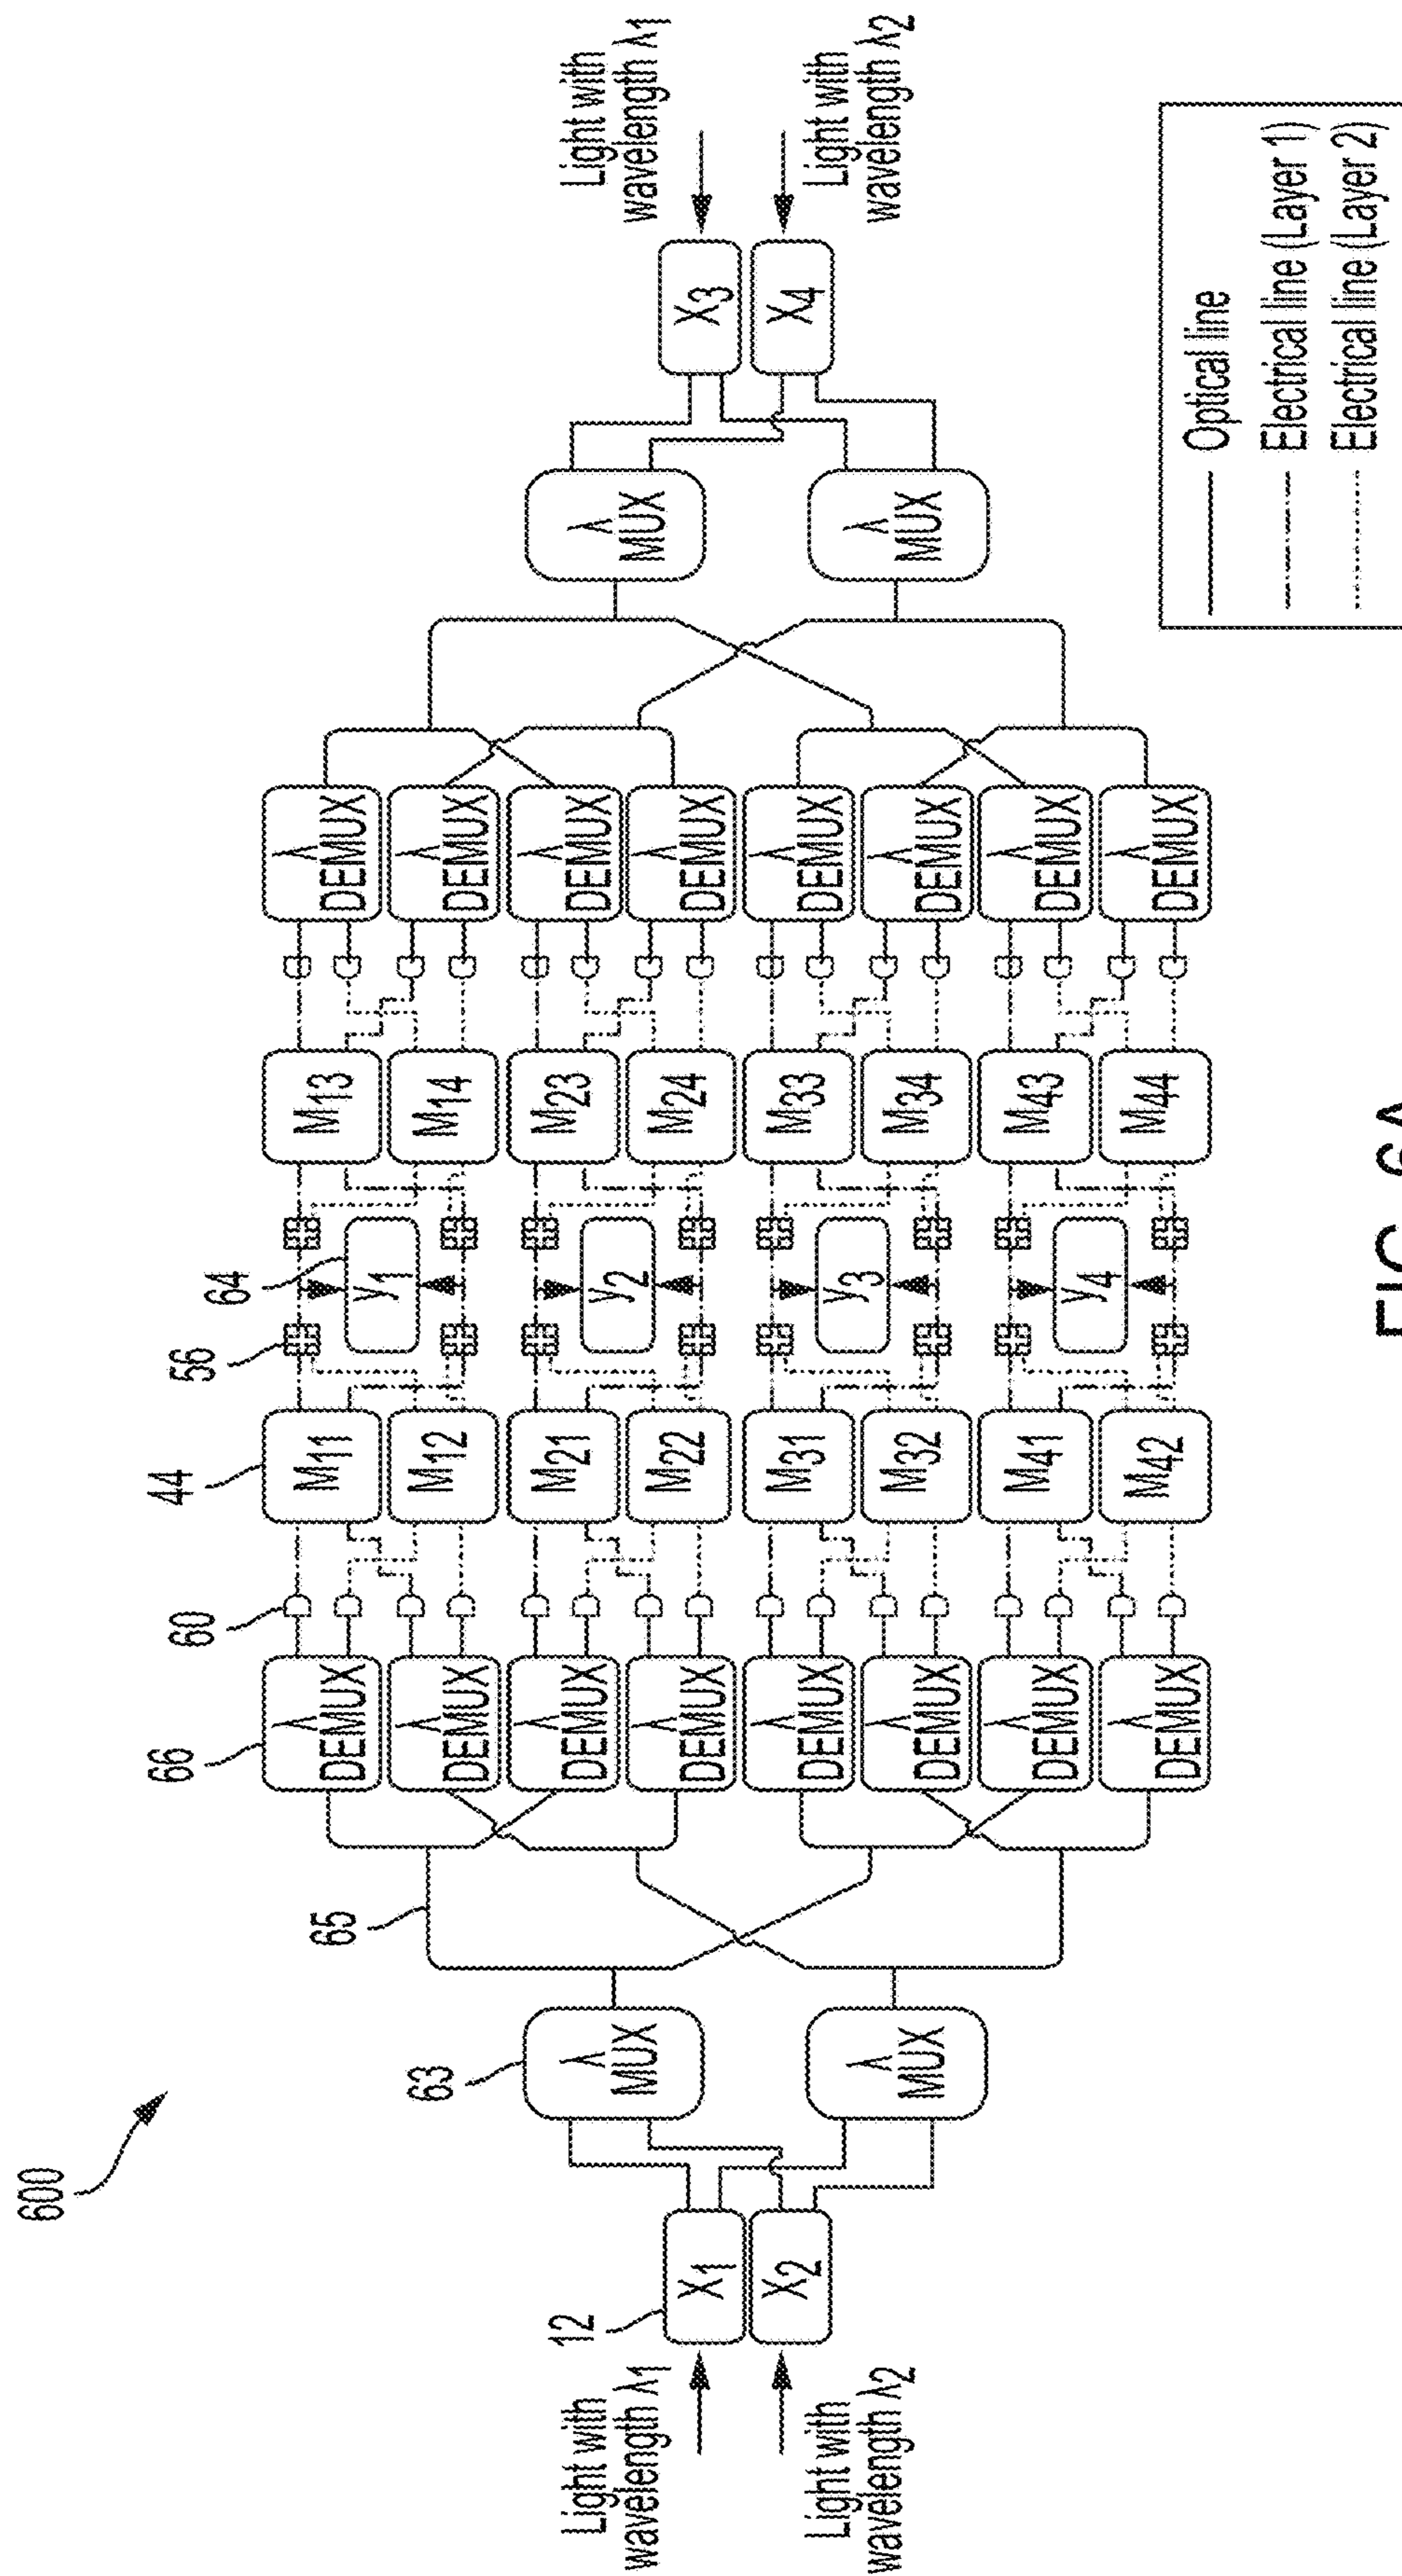 600
12
63
65
66
60
44
56
64
λ
DEMUX
M11
M13
λ
DEMUX
y1
λ
DEMUX
M12
M14
λ
DEMUX
λ
DEMUX
M21
M23
λ
DEMUX
y2
λ
DEMUX
M22
M24
λ
DEMUX
λ
DEMUX
M31
M33
λ
DEMUX
y3
λ
DEMUX
M32
M34
λ
DEMUX
λ
DEMUX
M41
M43
λ
DEMUX
y4
λ
DEMUX
M42
M44
λ
DEMUX
λ
MUX
λ
MUX
λ
MUX
λ
MUX
Light with
wavelength λ1
X1
X3
Light with
wavelength λ1
Light with
wavelength λ2
X2
X4
Light with
wavelength λ2
Optical line
Electrical line (Layer 1)
Electrical line (Layer 2)
FIG. 6A